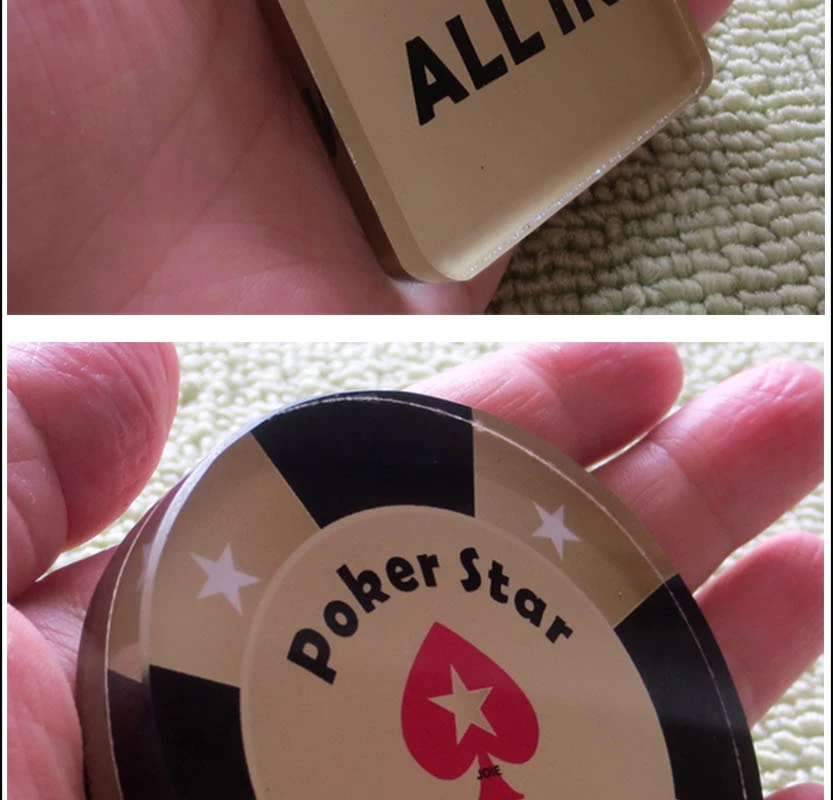 ALL IN
Poker Star
JOIE